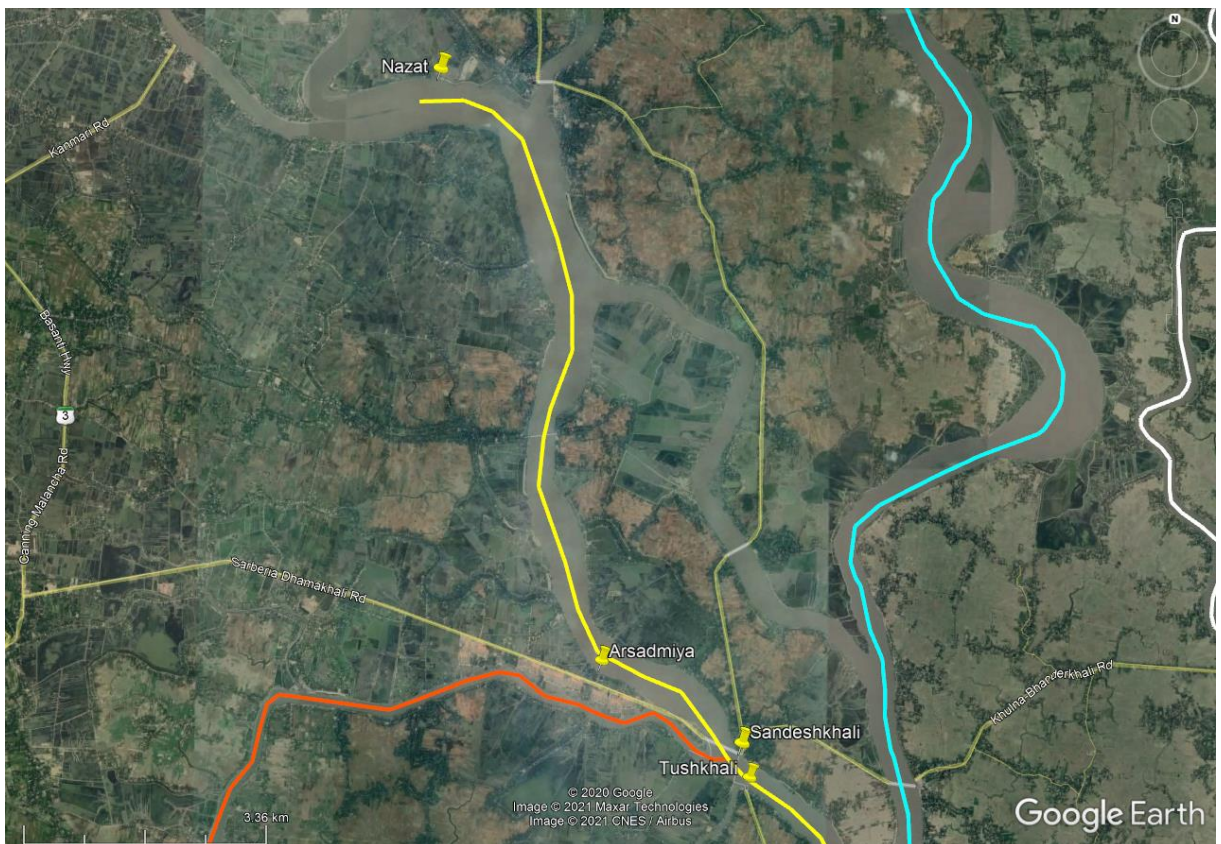 N
Nazat
Kanmari Rd
Basanti Hwy
3
Canning Malancha Rd
Sarberia Dhamakhali Rd
Arsadmiya
Khulna-Bhanderkhali Rd
Sandeshkhali
Tushkhali
© 2020 Google
Image © 2021 Maxar Technologies
Image © 2021 CNES / Airbus
3.36 km
Google Earth